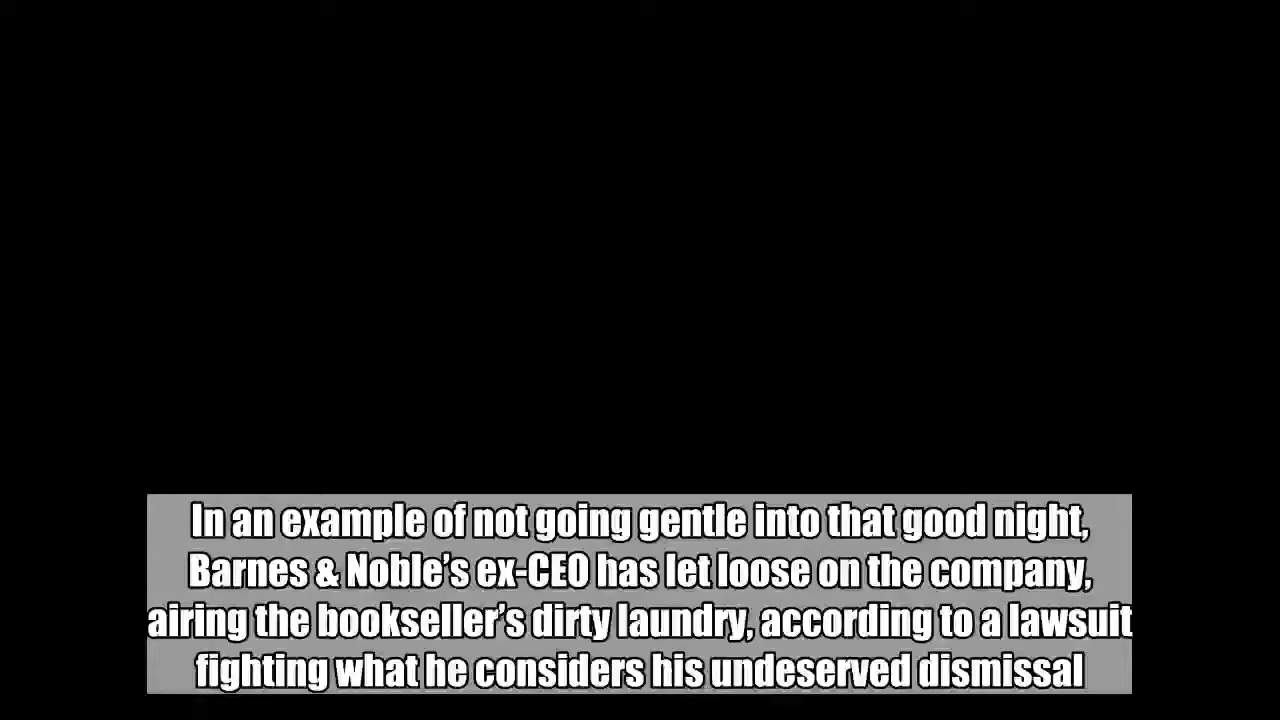 In an example of not going gentle into that good night,
Barnes & Noble’s ex-CEO has let loose on the company,
airing the bookseller’s dirty laundry, according to a lawsuit
fighting what he considers his undeserved dismissal